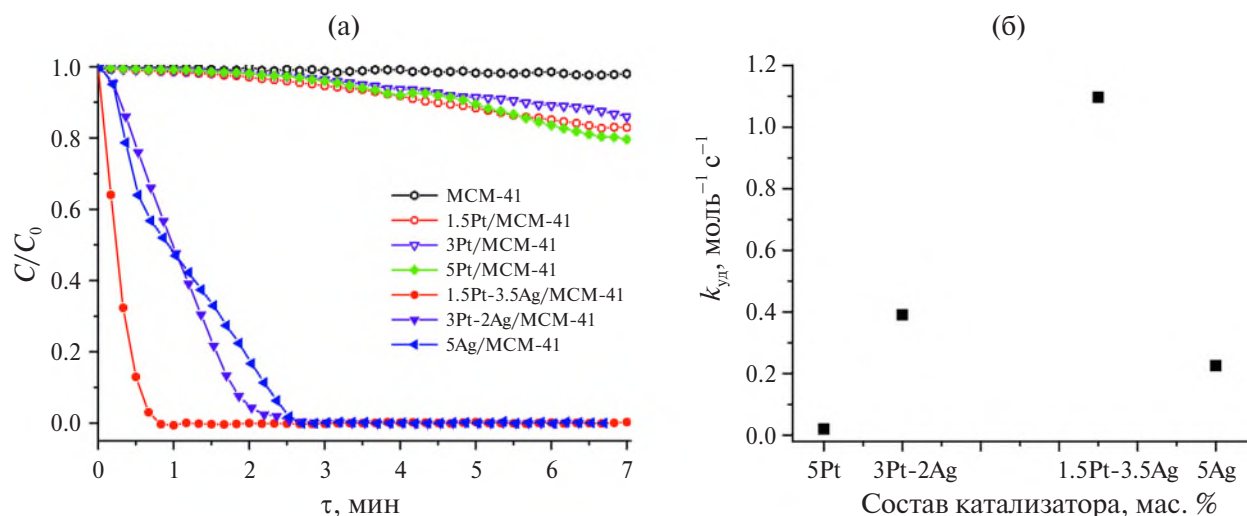 (а)
1.0
0.8
0.6
0.4
0.2
0.0
C/C₀
0
1
2
3
4
5
6
7
τ, мин
MCM-41
1.5Pt/MCM-41
3Pt/MCM-41
5Pt/MCM-41
1.5Pt-3.5Ag/MCM-41
3Pt-2Ag/MCM-41
5Ag/MCM-41
(б)
1.2
1.0
0.8
0.6
0.4
0.2
0.0
kуд, моль⁻¹ с⁻¹
5Pt
3Pt-2Ag
1.5Pt-3.5Ag
5Ag
Состав катализатора, мас. %